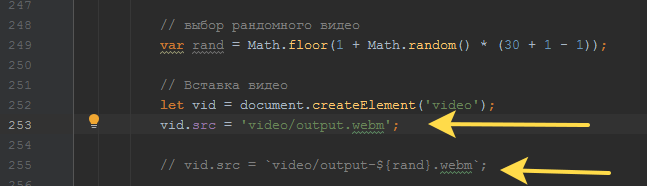 247
248 // выбор рандомного видео
249 var rand = Math.floor(1 + Math.random() * (30 + 1 - 1));
250
251 // Вставка видео
252 let vid = document.createElement('video');
253 vid.src = 'video/output.webm';
254
255 // vid.src = `video/output-${rand}.webm`;
256